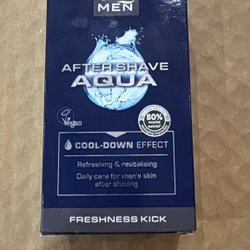 MEN
AFTER SHAVE
AQUA
Vegan
80%
COOL-DOWN EFFECT
Refreshing & revitalising
Daily care for men's skin
after shaving
FRESHNESS KICK